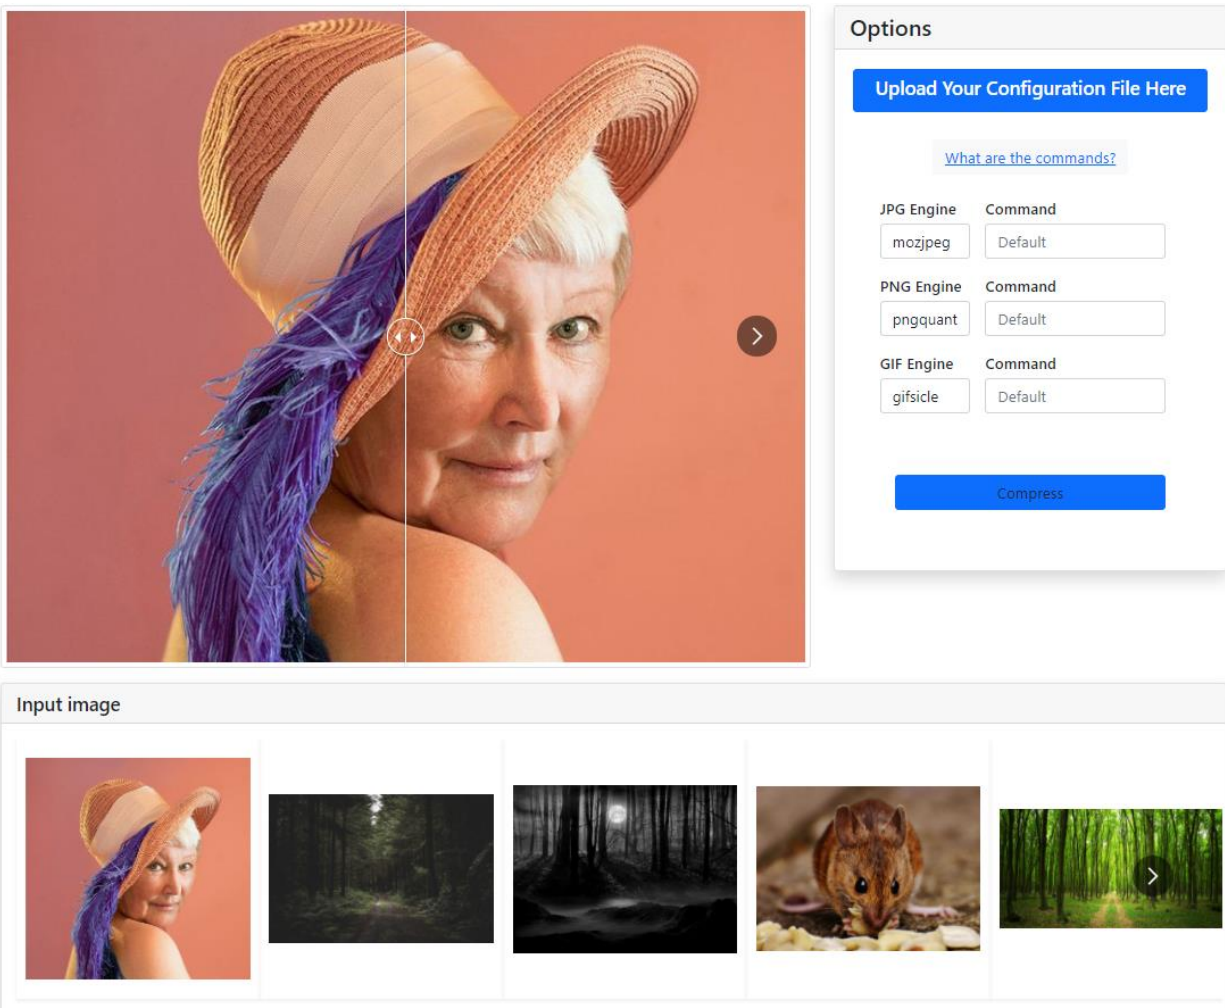 Options
Upload Your Configuration File Here
What are the commands?
JPG Engine Command
mozjpeg Default
PNG Engine Command
pngquant Default
GIF Engine Command
gifsicle Default
Compress
Input image